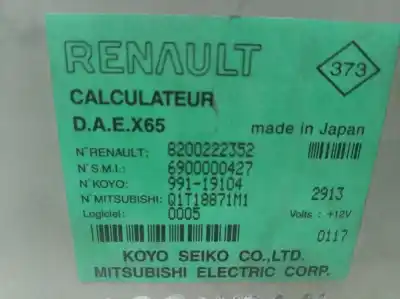 RENAULT
373
CALCULATEUR
D.A.E.X65
made in Japan
N°RENAULT: 8200222352
N°S.M.I.: 6900000427
N°KOYO: 991-19104
N°MITSUBISHI: Q1T18871M1
2913
Logiciel: 0005
Volts : +12V
0117
KOYO SEIKO CO.,LTD.
MITSUBISHI ELECTRIC CORP.